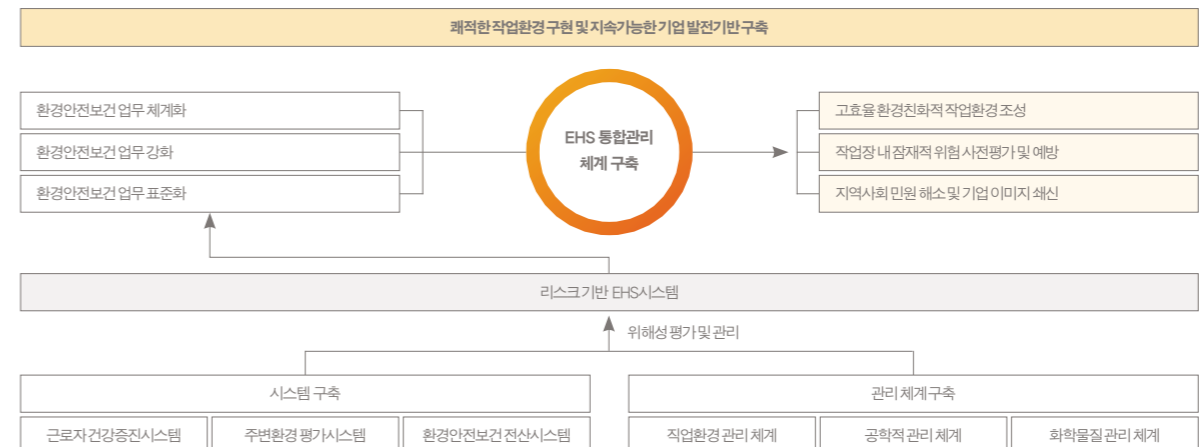 쾌적한 작업환경 구현 및 지속가능한 기업 발전기반 구축
환경안전보건 업무 체계화
환경안전보건 업무 강화
환경안전보건 업무 표준화
EHS 통합관리
체계 구축
고효율 환경친화적 작업환경 조성
작업장 내 잠재적 위험 사전평가 및 예방
지역사회 민원 해소 및 기업 이미지 쇄신
리스크 기반 EHS시스템
위해성 평가 및 관리
시스템 구축
관리 체계 구축
근로자 건강증진시스템
주변환경 평가시스템
환경안전보건 전산시스템
직업환경 관리 체계
공학적 관리 체계
화학물질 관리 체계